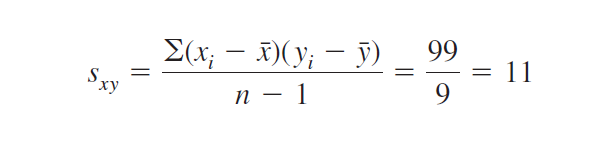 s_xy = Σ(x_i − x̄)(y_i − ȳ) / n − 1 = 99 / 9 = 11